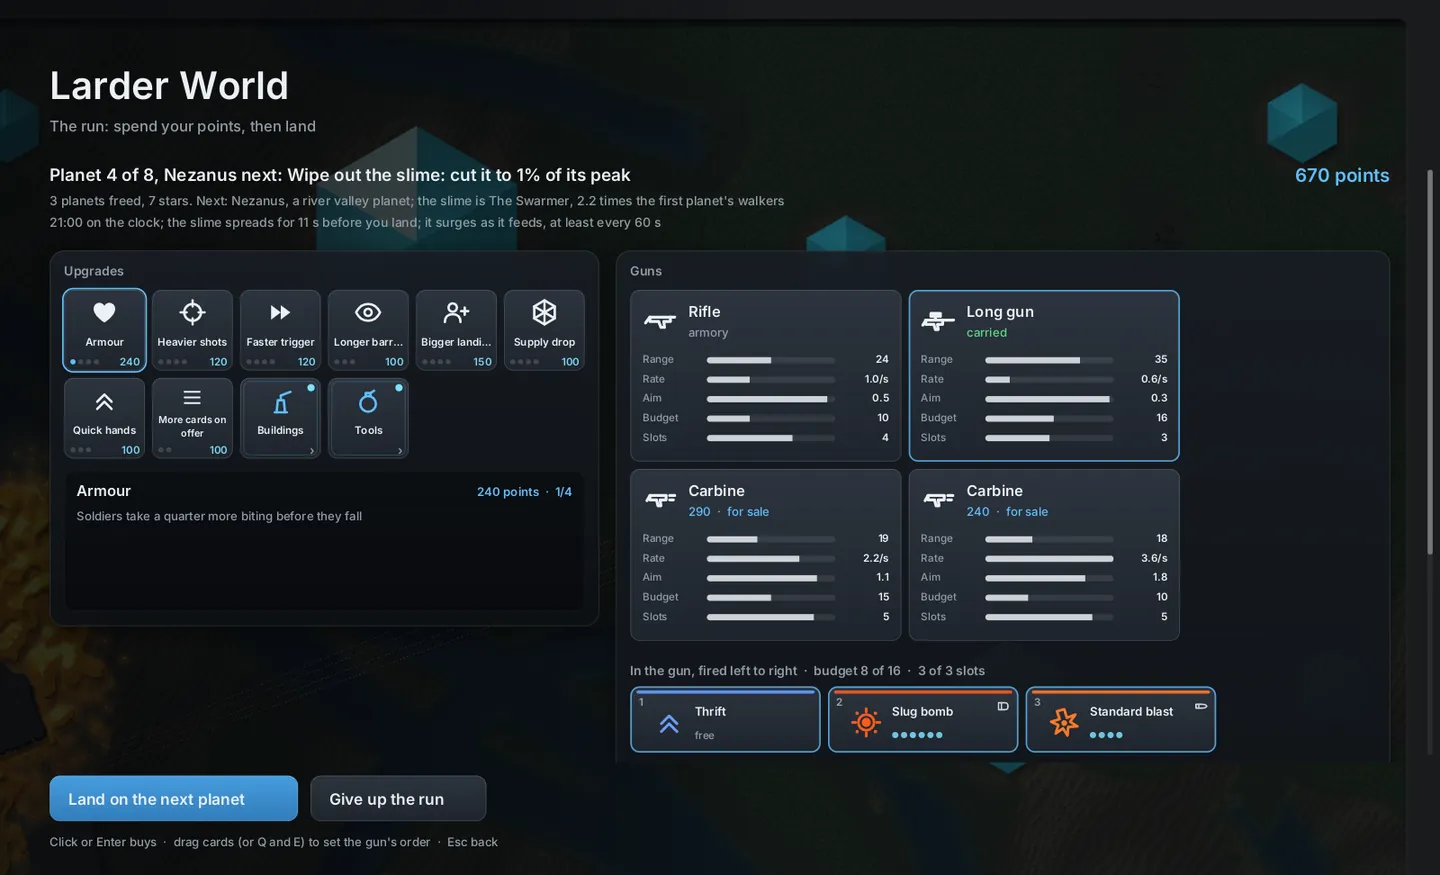 Larder World
The run: spend your points, then land
Planet 4 of 8, Nezanus next: Wipe out the slime: cut it to 1% of its peak
670 points
3 planets freed, 7 stars. Next: Nezanus, a river valley planet; the slime is The Swarmer, 2.2 times the first planet's walkers
21:00 on the clock; the slime spreads for 11 s before you land; it surges as it feeds, at least every 60 s
Upgrades
Armour
240
Heavier shots
120
Faster trigger
120
Longer barr...
100
Bigger landi...
150
Supply drop
100
Quick hands
100
More cards on
offer
100
Buildings
Tools
Armour
240 points · 1/4
Soldiers take a quarter more biting before they fall
Guns
Rifle
armory
Range 24
Rate 1.0/s
Aim 0.5
Budget 10
Slots 4
Long gun
carried
Range 35
Rate 0.6/s
Aim 0.3
Budget 16
Slots 3
Carbine
290 · for sale
Range 19
Rate 2.2/s
Aim 1.1
Budget 15
Slots 5
Carbine
240 · for sale
Range 18
Rate 3.6/s
Aim 1.8
Budget 10
Slots 5
In the gun, fired left to right · budget 8 of 16 · 3 of 3 slots
1
Thrift
free
2
Slug bomb
3
Standard blast
Land on the next planet
Give up the run
Click or Enter buys · drag cards (or Q and E) to set the gun's order · Esc back